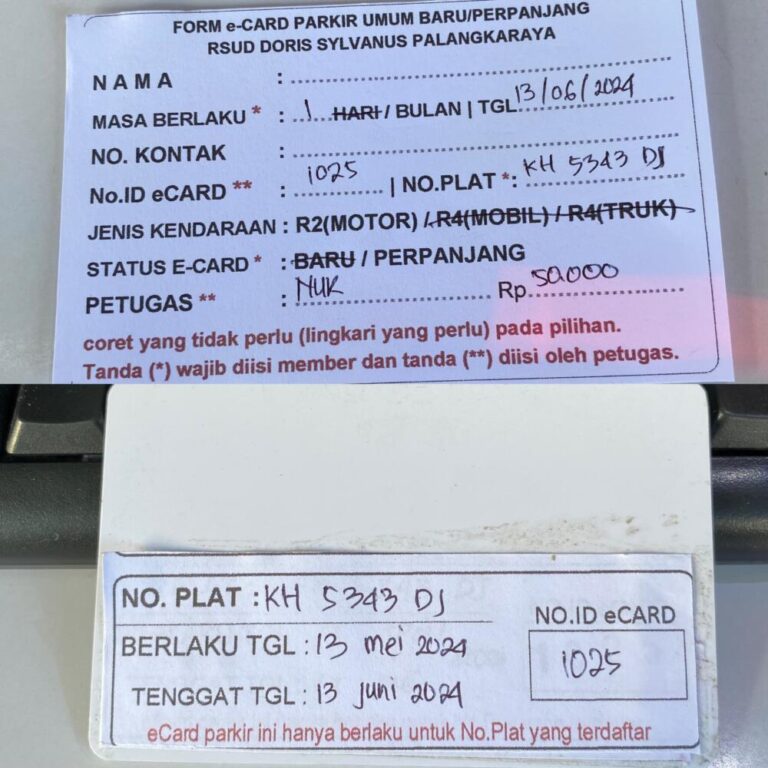 FORM e-CARD PARKIR UMUM BARU/PERPANJANG
RSUD DORIS SYLVANUS PALANGKARAYA
NAMA :
MASA BERLAKU * : 1 HARI / BULAN | TGL 13/06/2024
NO. KONTAK :
No.ID eCARD ** : 1025 | NO.PLAT *: KH 5343 DJ
JENIS KENDARAAN : R2(MOTOR) / R4(MOBIL) / R4(TRUK)
STATUS E-CARD * : BARU / PERPANJANG
PETUGAS ** : NUK Rp 50.000
coret yang tidak perlu (lingkari yang perlu) pada pilihan.
Tanda (*) wajib diisi member dan tanda (**) diisi oleh petugas.
NO. PLAT : KH 5343 DJ
NO.ID eCARD
BERLAKU TGL : 13 mei 2024
1025
TENGGAT TGL : 13 juni 2024
eCard parkir ini hanya berlaku untuk No.Plat yang terdaftar